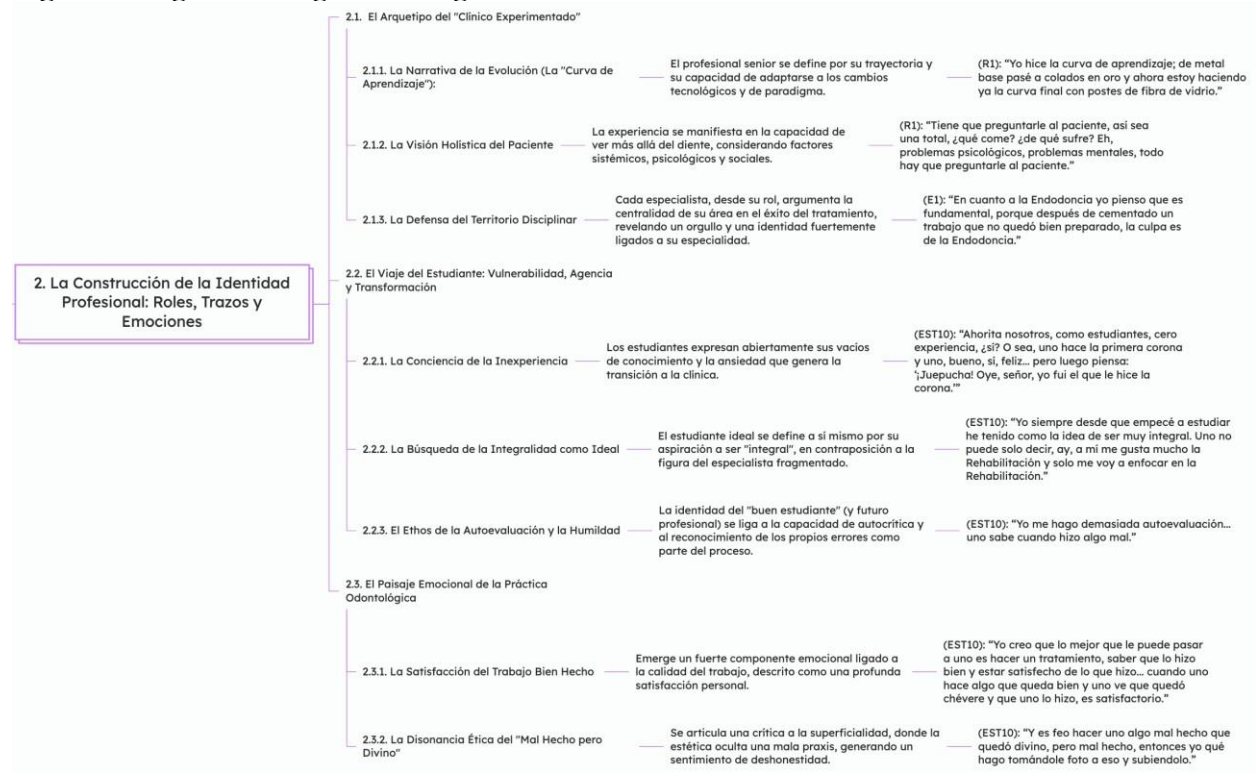 2.1. El Arquetipo del "Clínico Experimentado"
2.1.1. La Narrativa de la Evolución (La "Curva de
Aprendizaje"):
El profesional senior se define por su trayectoria y
su capacidad de adaptarse a los cambios
tecnológicos y de paradigma.
(R1): “Yo hice la curva de aprendizaje; de metal
base pasé a colados en oro y ahora estoy haciendo
ya la curva final con postes de fibra de vidrio.”
2.1.2. La Visión Holística del Paciente
La experiencia se manifiesta en la capacidad de
ver más allá del diente, considerando factores
sistémicos, psicológicos y sociales.
(R1): “Tiene que preguntarle al paciente, así sea
una total, ¿qué come? ¿de qué sufre? Eh,
problemas psicológicos, problemas mentales, todo
hay que preguntarle al paciente.”
2.1.3. La Defensa del Territorio Disciplinar
Cada especialista, desde su rol, argumenta la
centralidad de su área en el éxito del tratamiento,
revelando un orgullo y una identidad fuertemente
ligados a su especialidad.
(E1): “En cuanto a la Endodoncia yo pienso que es
fundamental, porque después de cementado un
trabajo que no quedó bien preparado, la culpa es
de la Endodoncia.”
2. La Construcción de la Identidad
Profesional: Roles, Trazos y
Emociones
2.2. El Viaje del Estudiante: Vulnerabilidad, Agencia
y Transformación
2.2.1. La Conciencia de la Inexperiencia
Los estudiantes expresan abiertamente sus vacíos
de conocimiento y la ansiedad que genera la
transición a la clínica.
(EST10): “Ahorita nosotros, como estudiantes, cero
experiencia, ¿sí? O sea, uno hace la primera corona
y uno, bueno, sí, feliz... pero luego piensa:
‘¡Juepucha! Oye, señor, yo fui el que le hice la
corona.’”
2.2.2. La Búsqueda de la Integralidad como Ideal
El estudiante ideal se define a sí mismo por su
aspiración a ser "integral", en contraposición a la
figura del especialista fragmentado.
(EST10): “Yo siempre desde que empecé a estudiar
he tenido como la idea de ser muy integral. Uno no
puede solo decir, ay, a mí me gusta mucho la
Rehabilitación y solo me voy a enfocar en la
Rehabilitación.”
2.2.3. El Ethos de la Autoevaluación y la Humildad
La identidad del "buen estudiante" (y futuro
profesional) se liga a la capacidad de autocrítica y
al reconocimiento de los propios errores como
parte del proceso.
(EST10): “Yo me hago demasiada autoevaluación...
uno sabe cuando hizo algo mal.”
2.3. El Paisaje Emocional de la Práctica
Odontológica
2.3.1. La Satisfacción del Trabajo Bien Hecho
Emerge un fuerte componente emocional ligado a
la calidad del trabajo, descrito como una profunda
satisfacción personal.
(EST10): “Yo creo que lo mejor que le puede pasar
a uno es hacer un tratamiento, saber que lo hizo
bien y estar satisfecho de lo que hizo... cuando uno
hace algo que queda bien y uno ve que quedó
chévere y que uno lo hizo, es satisfactorio.”
2.3.2. La Disonancia Ética del "Mal Hecho pero
Divino"
Se articula una crítica a la superficialidad, donde la
estética oculta una mala praxis, generando un
sentimiento de deshonestidad.
(EST10): “Y es feo hacer uno algo mal hecho que
quedó divino, pero mal hecho, entonces yo qué
hago tomándole foto a eso y subiendolo.”